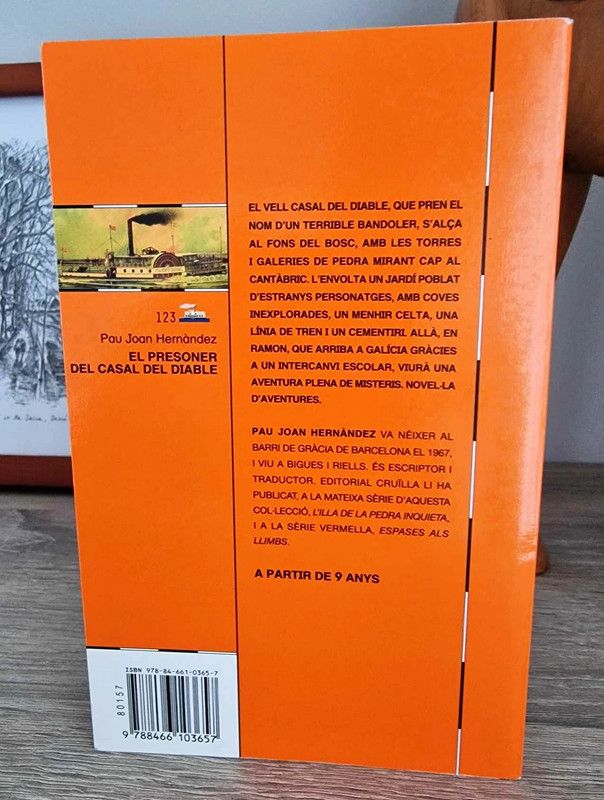 EL VELL CASAL DEL DIABLE, QUE PREN EL
NOM D'UN TERRIBLE BANDOLER, S'ALÇA
AL FONS DEL BOSC, AMB LES TORRES
I GALERIES DE PEDRA MIRANT CAP AL
CANTÀBRIC. L'ENVOLTA UN JARDÍ POBLAT
D'ESTRANYS PERSONATGES, AMB COVES
INEXPLORADES, UN MENHIR CELTA, UNA
LÍNIA DE TREN I UN CEMENTIRI. ALLÀ, EN
RAMON, QUE ARRIBA A GALÍCIA GRÀCIES
A UN INTERCANVI ESCOLAR, VIURÀ UNA
AVENTURA PLENA DE MISTERIS. NOVEL·LA
D'AVENTURES.
123
Pau Joan Hernàndez
EL PRESONER
DEL CASAL DEL DIABLE
PAU JOAN HERNÀNDEZ VA NÉIXER AL
BARRI DE GRÀCIA DE BARCELONA EL 1967,
I VIU A BIGUES I RIELLS. ÉS ESCRIPTOR I
TRADUCTOR. EDITORIAL CRUÏLLA LI HA
PUBLICAT, A LA MATEIXA SÈRIE D'AQUESTA
COL·LECCIÓ, L'ILLA DE LA PEDRA INQUIETA,
I A LA SÈRIE VERMELLA, ESPASES ALS
LLIMBS.
A PARTIR DE 9 ANYS
ISBN 978-84-661-0365-7
80157
9 788466 103657